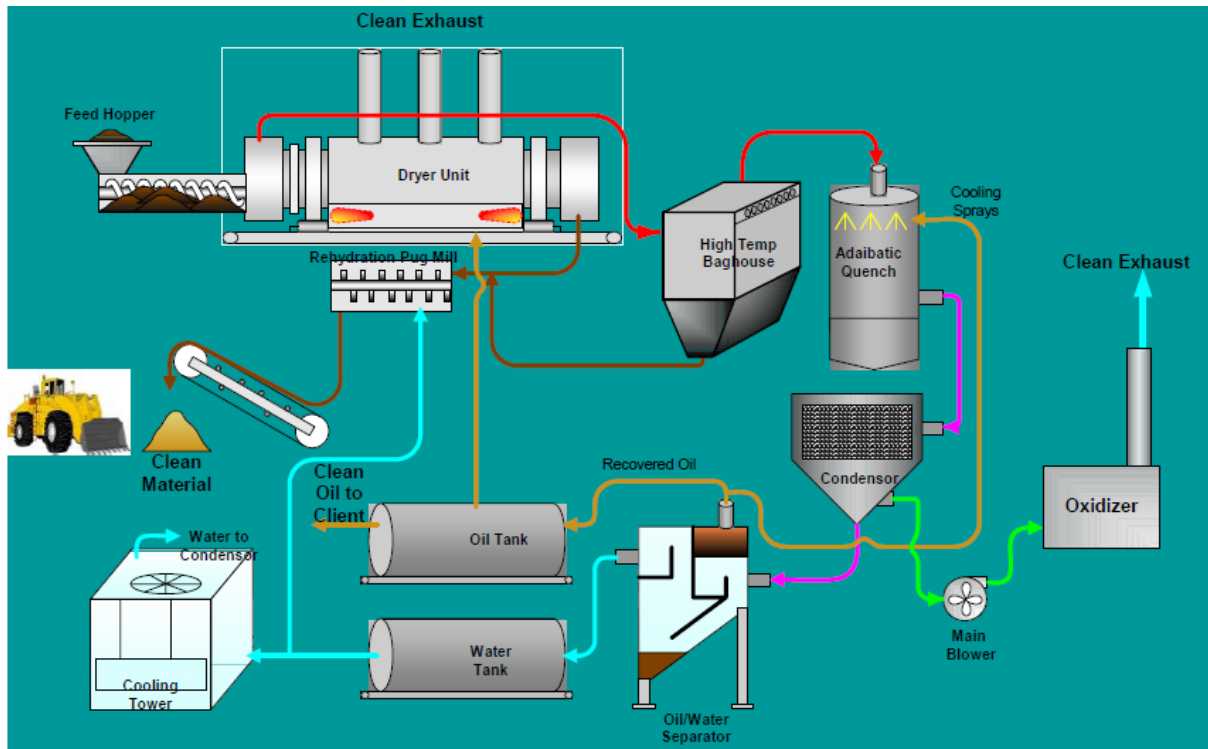 Clean Exhaust
Feed Hopper
Dryer Unit
Rehydration Pug Mill
High Temp
Baghouse
Adaibatic
Quench
Cooling
Sprays
Clean Exhaust
Clean
Material
Clean
Oil to
Client
Recovered Oil
Condensor
Oxidizer
Water to
Condensor
Oil Tank
Main
Blower
Water
Tank
Cooling
Tower
Oil/Water
Separator